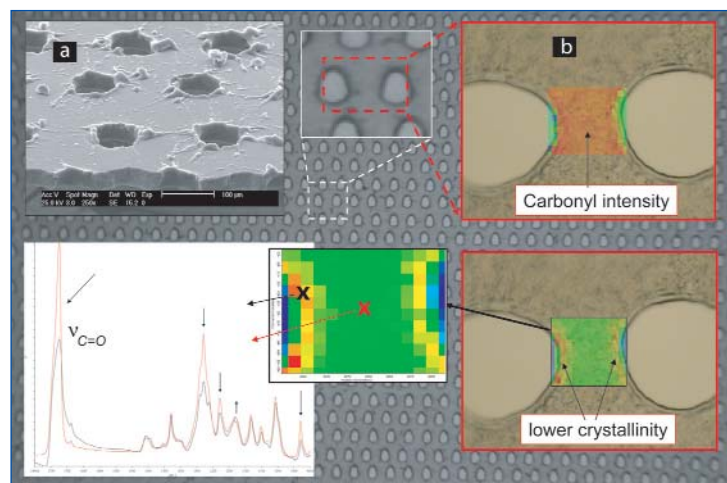 a
Acc.V Spot Magn Det WD Exp
25.0 kV 3.0 250x SE 15.2 0
100 µm
b
Carbonyl intensity
ν C=O
X
X
lower crystallinity